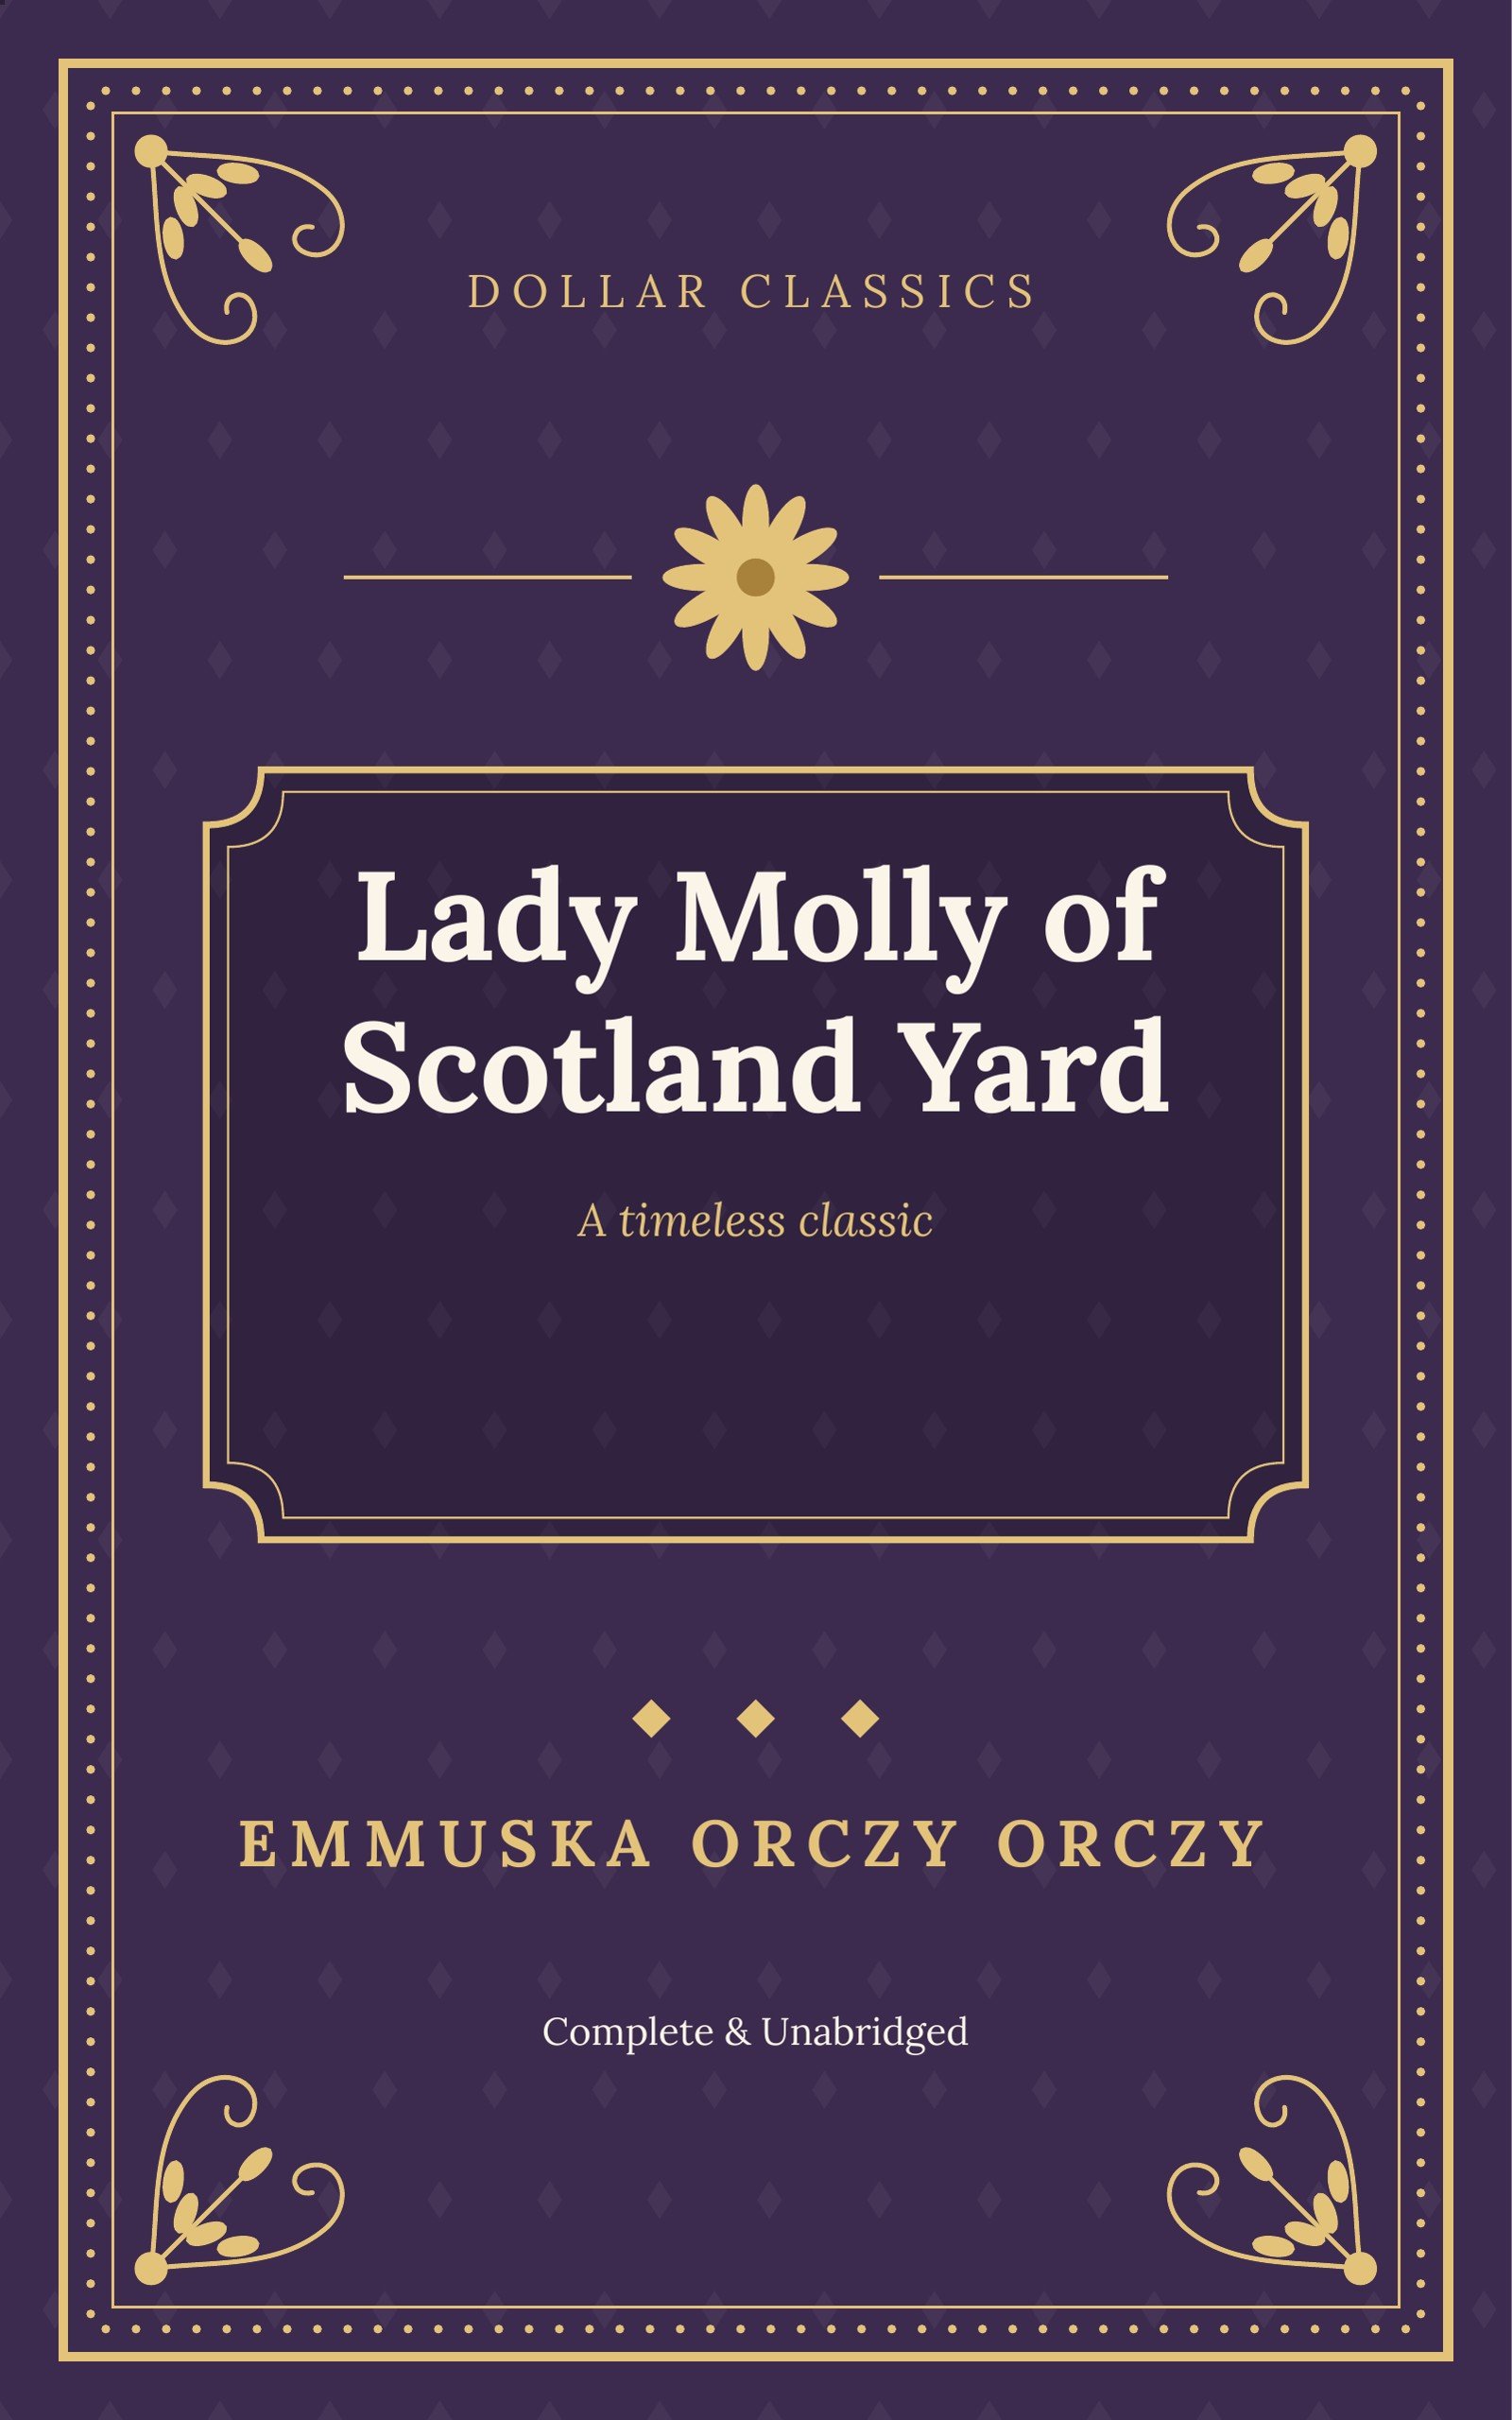 DOLLAR CLASSICS
Lady Molly of
Scotland Yard
A timeless classic
EMMUSKA ORCZY ORCZY
Complete & Unabridged